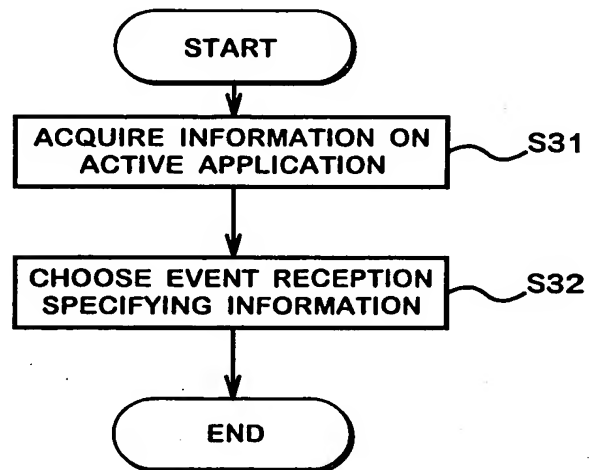 START
ACQUIRE INFORMATION ON
ACTIVE APPLICATION
S31
CHOOSE EVENT RECEPTION
SPECIFYING INFORMATION
S32
END